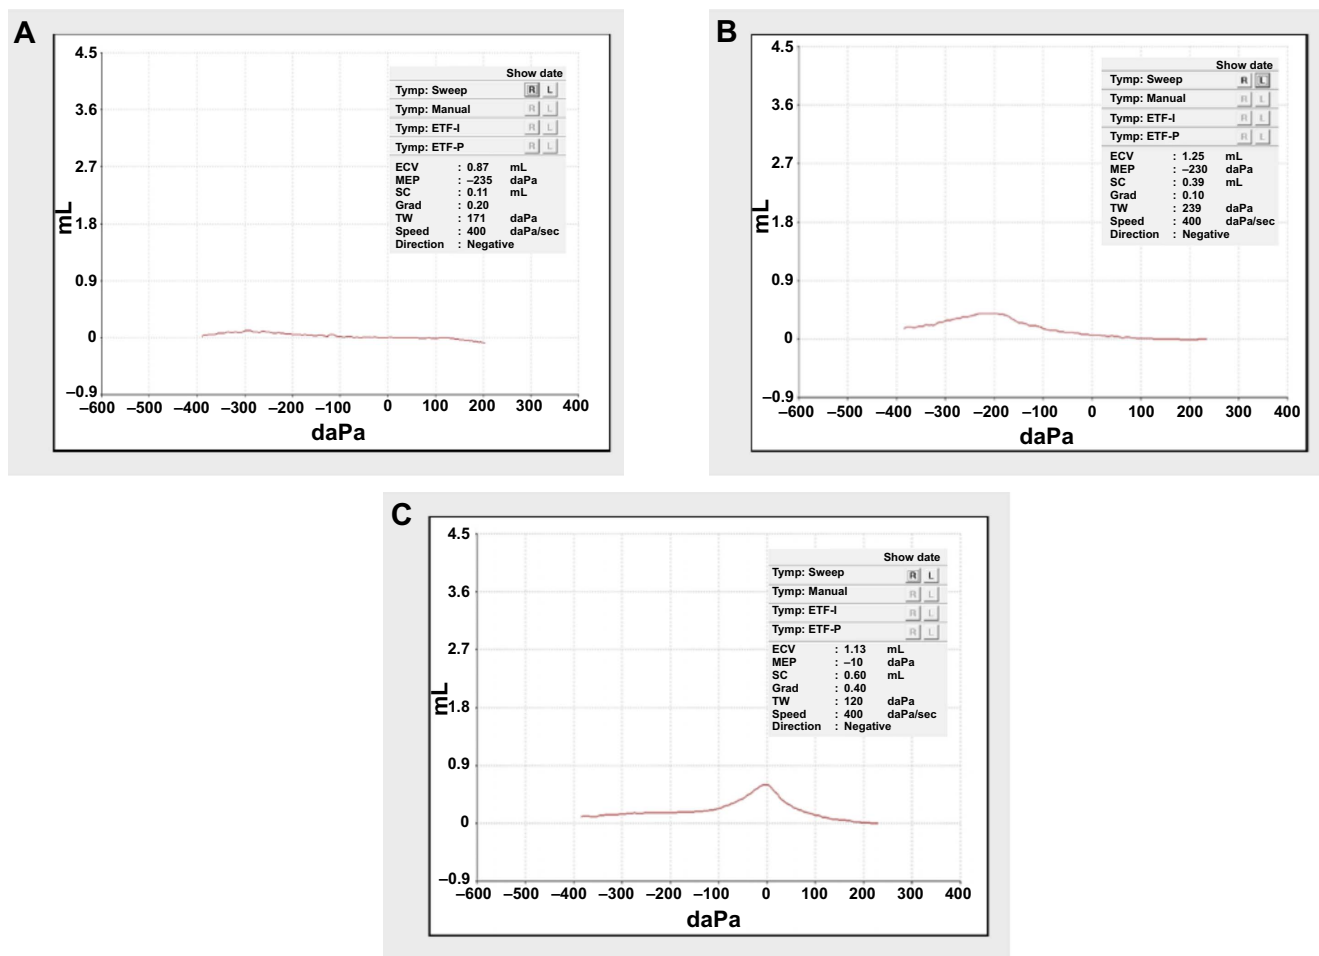 A
4.5
3.6
2.7
1.8
0.9
0
–0.9
mL
–600 –500 –400 –300 –200 –100 0 100 200 300 400
daPa
Show date
Tymp: Sweep R L
Tymp: Manual R L
Tymp: ETF-I R L
Tymp: ETF-P R L
ECV : 0.87 mL
MEP : –235 daPa
SC : 0.11 mL
Grad : 0.20
TW : 171 daPa
Speed : 400 daPa/sec
Direction : Negative
B
4.5
3.6
2.7
1.8
0.9
0
–0.9
mL
–600 –500 –400 –300 –200 –100 0 100 200 300 400
daPa
Show date
Tymp: Sweep R L
Tymp: Manual R L
Tymp: ETF-I R L
Tymp: ETF-P R L
ECV : 1.25 mL
MEP : –230 daPa
SC : 0.39 mL
Grad : 0.10
TW : 239 daPa
Speed : 400 daPa/sec
Direction : Negative
C
4.5
3.6
2.7
1.8
0.9
0
–0.9
mL
–600 –500 –400 –300 –200 –100 0 100 200 300 400
daPa
Show date
Tymp: Sweep R L
Tymp: Manual R L
Tymp: ETF-I R L
Tymp: ETF-P R L
ECV : 1.13 mL
MEP : –10 daPa
SC : 0.60 mL
Grad : 0.40
TW : 120 daPa
Speed : 400 daPa/sec
Direction : Negative